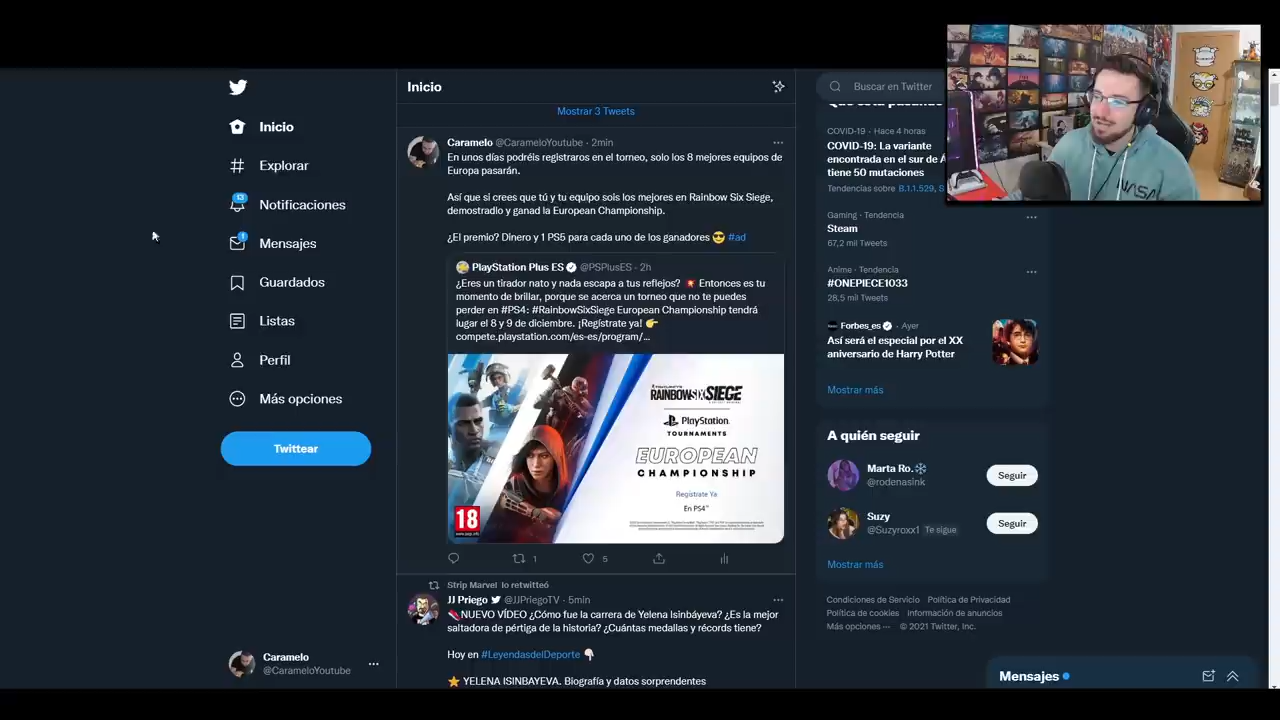 Inicio
Explorar
13
Notificaciones
1
Mensajes
Guardados
Listas
Perfil
Más opciones
Twittear
Caramelo
@CarameloYoutube
Inicio
Mostrar 3 Tweets
Caramelo @CarameloYoutube · 2min
En unos días podréis registraros en el torneo, solo los 8 mejores equipos de
Europa pasarán.
Así que si crees que tú y tu equipo sois los mejores en Rainbow Six Siege,
demostradlo y ganad la European Championship.
¿El premio? Dinero y 1 PS5 para cada uno de los ganadores 😎 #ad
PlayStation Plus ES @PSPlusES · 2h
¿Eres un tirador nato y nada escapa a tus reflejos? 💥 Entonces es tu
momento de brillar, porque se acerca un torneo que no te puedes
perder en #PS4: #RainbowSixSiege European Championship tendrá
lugar el 8 y 9 de diciembre. ¡Regístrate ya! 👉
compete.playstation.com/es-es/program/...
RAINBOW SIX SIEGE
PlayStation
TOURNAMENTS
EUROPEAN
CHAMPIONSHIP
Regístrate Ya
En PS4™
18
1
5
Strip Marvel lo retwitteó
JJ Priego @JJPriegoTV · 5min
NUEVO VÍDEO ¿Cómo fue la carrera de Yelena Isinbáyeva? ¿Es la mejor
saltadora de pértiga de la historia? ¿Cuántas medallas y récords tiene?
Hoy en #LeyendasdelDeporte 👇🏻
⭐ YELENA ISINBAYEVA. Biografía y datos sorprendentes
Buscar en Twitter
Qué está pasando
COVID-19 · Hace 4 horas
COVID-19: La variante
encontrada en el sur de Á
tiene 50 mutaciones
Tendencias sobre B.1.1.529, S
Gaming · Tendencia
Steam
67,2 mil Tweets
Anime · Tendencia
#ONEPIECE1033
28,5 mil Tweets
Forbes_es · Ayer
Así será el especial por el XX
aniversario de Harry Potter
Mostrar más
A quién seguir
Marta Ro.❄️
@rodenasink
Seguir
Suzy
@Suzyroxx1 Te sigue
Seguir
Mostrar más
Condiciones de Servicio Política de Privacidad
Política de cookies Información de anuncios
Más opciones ··· © 2021 Twitter, Inc.
Mensajes
NASA